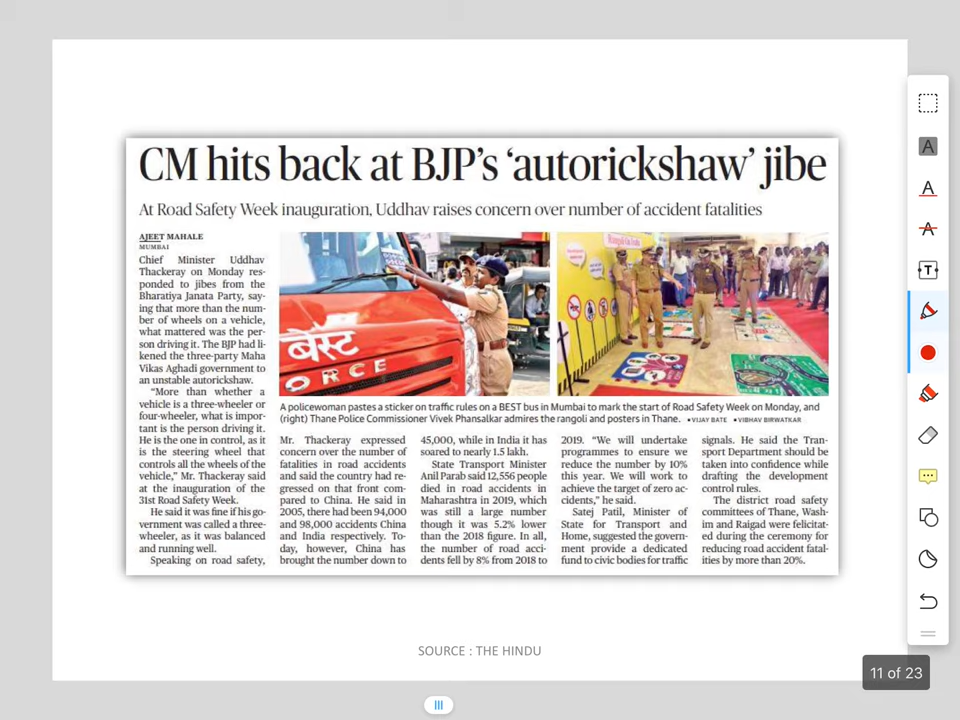 CM hits back at BJP's 'autorickshaw' jibe
At Road Safety Week inauguration, Uddhav raises concern over number of accident fatalities
AJEET MAHALE
MUMBAI
Chief Minister Uddhav
Thackeray on Monday res-
ponded to jibes from the
Bharatiya Janata Party, say-
ing that more than the num-
ber of wheels on a vehicle,
what mattered was the per-
son driving it. The BJP had li-
kened the three-party Maha
Vikas Aghadi government to
an unstable autorickshaw.
"More than whether a
vehicle is a three-wheeler or
four-wheeler, what is impor-
tant is the person driving it.
He is the one in control, as it
is the steering wheel that
controls all the wheels of the
vehicle," Mr. Thackeray said
at the inauguration of the
31st Road Safety Week.
He said it was fine if his go-
vernment was called a three-
wheeler, as it was balanced
and running well.
Speaking on road safety,
बेस्ट
ORCE
A policewoman pastes a sticker on traffic rules on a BEST bus in Mumbai to mark the start of Road Safety Week on Monday, and
(right) Thane Police Commissioner Vivek Phansalkar admires the rangoli and posters in Thane. •VIJAY BATE •VIBHAV BIRWATKAR
Mr. Thackeray expressed
concern over the number of
fatalities in road accidents
and said the country had re-
gressed on that front com-
pared to China. He said in
2005, there had been 94,000
and 98,000 accidents China
and India respectively. To-
day, however, China has
brought the number down to
45,000, while in India it has
soared to nearly 1.5 lakh.
State Transport Minister
Anil Parab said 12,556 people
died in road accidents in
Maharashtra in 2019, which
was still a large number
though it was 5.2% lower
than the 2018 figure. In all,
the number of road acci-
dents fell by 8% from 2018 to
2019. "We will undertake
programmes to ensure we
reduce the number by 10%
this year. We will work to
achieve the target of zero ac-
cidents," he said.
Satej Patil, Minister of
State for Transport and
Home, suggested the govern-
ment provide a dedicated
fund to civic bodies for traffic
signals. He said the Tran-
sport Department should be
taken into confidence while
drafting the development
control rules.
The district road safety
committees of Thane, Wash-
im and Raigad were felicitat-
ed during the ceremony for
reducing road accident fatal-
ities by more than 20%.
SOURCE : THE HINDU
11 of 23
A
A
A
T